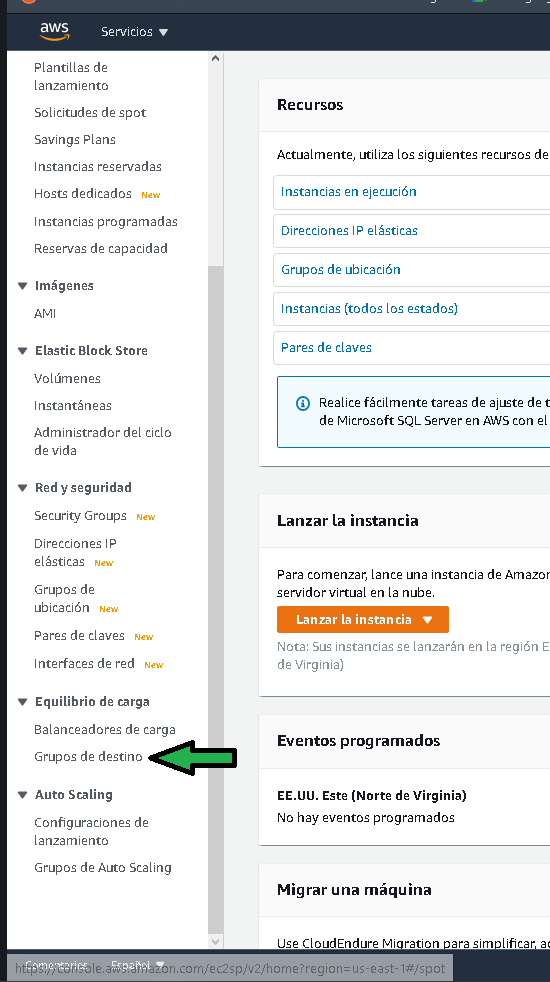 aws
Servicios
Plantillas de
lanzamiento
Solicitudes de spot
Savings Plans
Instancias reservadas
Hosts dedicados New
Instancias programadas
Reservas de capacidad
Imágenes
AMI
Elastic Block Store
Volúmenes
Instantáneas
Administrador del ciclo
de vida
Red y seguridad
Security Groups New
Direcciones IP
elásticas New
Grupos de
ubicación New
Pares de claves New
Interfaces de red New
Equilibrio de carga
Balanceadores de carga
Grupos de destino
Auto Scaling
Configuraciones de
lanzamiento
Grupos de Auto Scaling
Recursos
Actualmente, utiliza los siguientes recursos de
Instancias en ejecución
Direcciones IP elásticas
Grupos de ubicación
Instancias (todos los estados)
Pares de claves
Realice fácilmente tareas de ajuste de t
de Microsoft SQL Server en AWS con el
Lanzar la instancia
Para comenzar, lance una instancia de Amazon
servidor virtual en la nube.
Lanzar la instancia
Nota: Sus instancias se lanzarán en la región E
de Virginia)
Eventos programados
EE.UU. Este (Norte de Virginia)
No hay eventos programados
Migrar una máquina
Use CloudEndure Migration para simplificar, ac
Comentarios Español
https://console.aws.amazon.com/ec2sp/v2/home?region=us-east-1#/spot